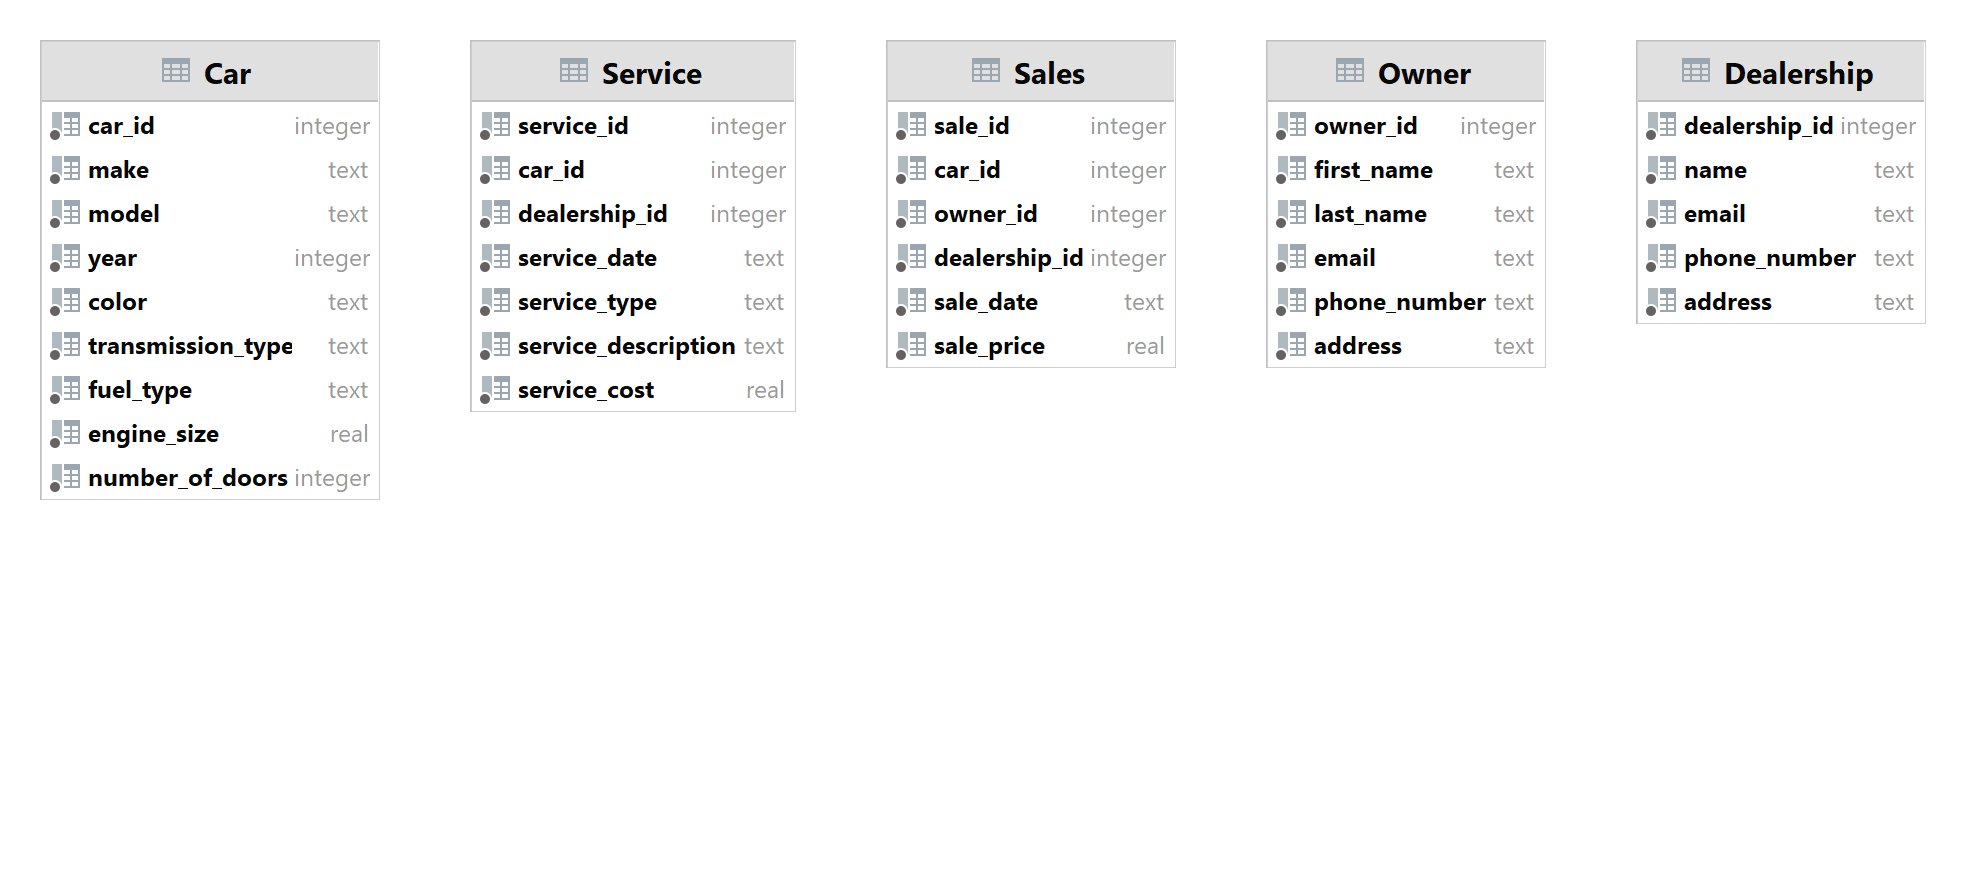 Car
car_id integer
make text
model text
year integer
color text
transmission_type text
fuel_type text
engine_size real
number_of_doors integer
Service
service_id integer
car_id integer
dealership_id integer
service_date text
service_type text
service_description text
service_cost real
Sales
sale_id integer
car_id integer
owner_id integer
dealership_id integer
sale_date text
sale_price real
Owner
owner_id integer
first_name text
last_name text
email text
phone_number text
address text
Dealership
dealership_id integer
name text
email text
phone_number text
address text